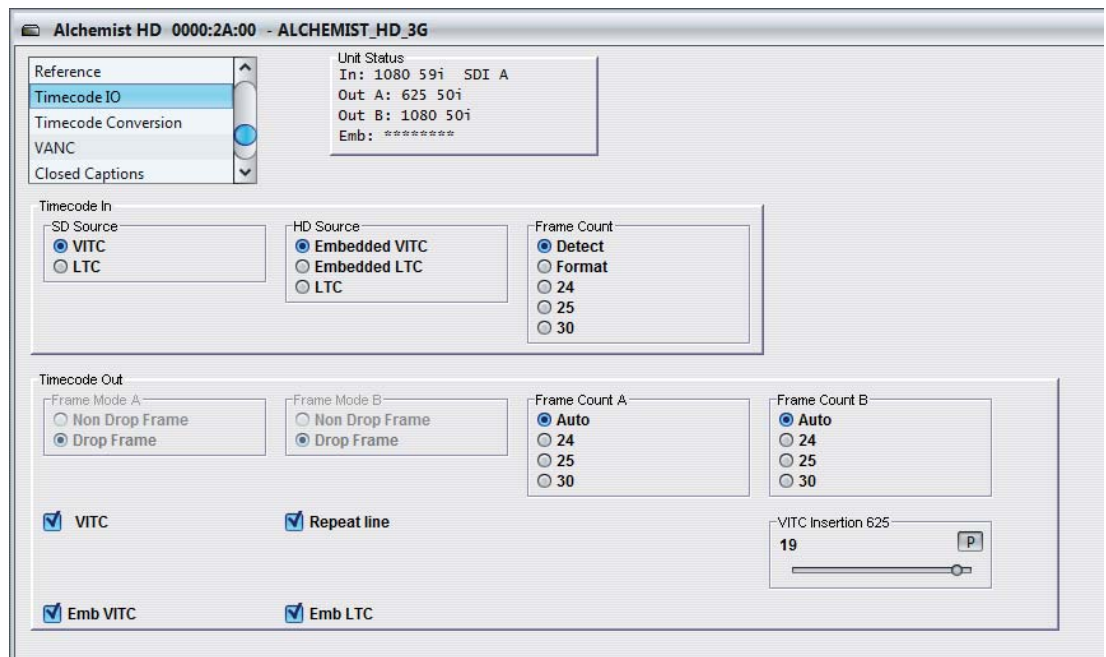 Alchemist HD 0000:2A:00 - ALCHEMIST_HD_3G
Reference
Timecode IO
Timecode Conversion
VANC
Closed Captions
Unit Status
In: 1080 59i SDI A
Out A: 625 50i
Out B: 1080 50i
Emb: ********
Timecode In
SD Source
VITC
LTC
HD Source
Embedded VITC
Embedded LTC
LTC
Frame Count
Detect
Format
24
25
30
Timecode Out
Frame Mode A
Non Drop Frame
Drop Frame
Frame Mode B
Non Drop Frame
Drop Frame
Frame Count A
Auto
24
25
30
Frame Count B
Auto
24
25
30
VITC
Repeat line
VITC Insertion 625
19 P
Emb VITC
Emb LTC